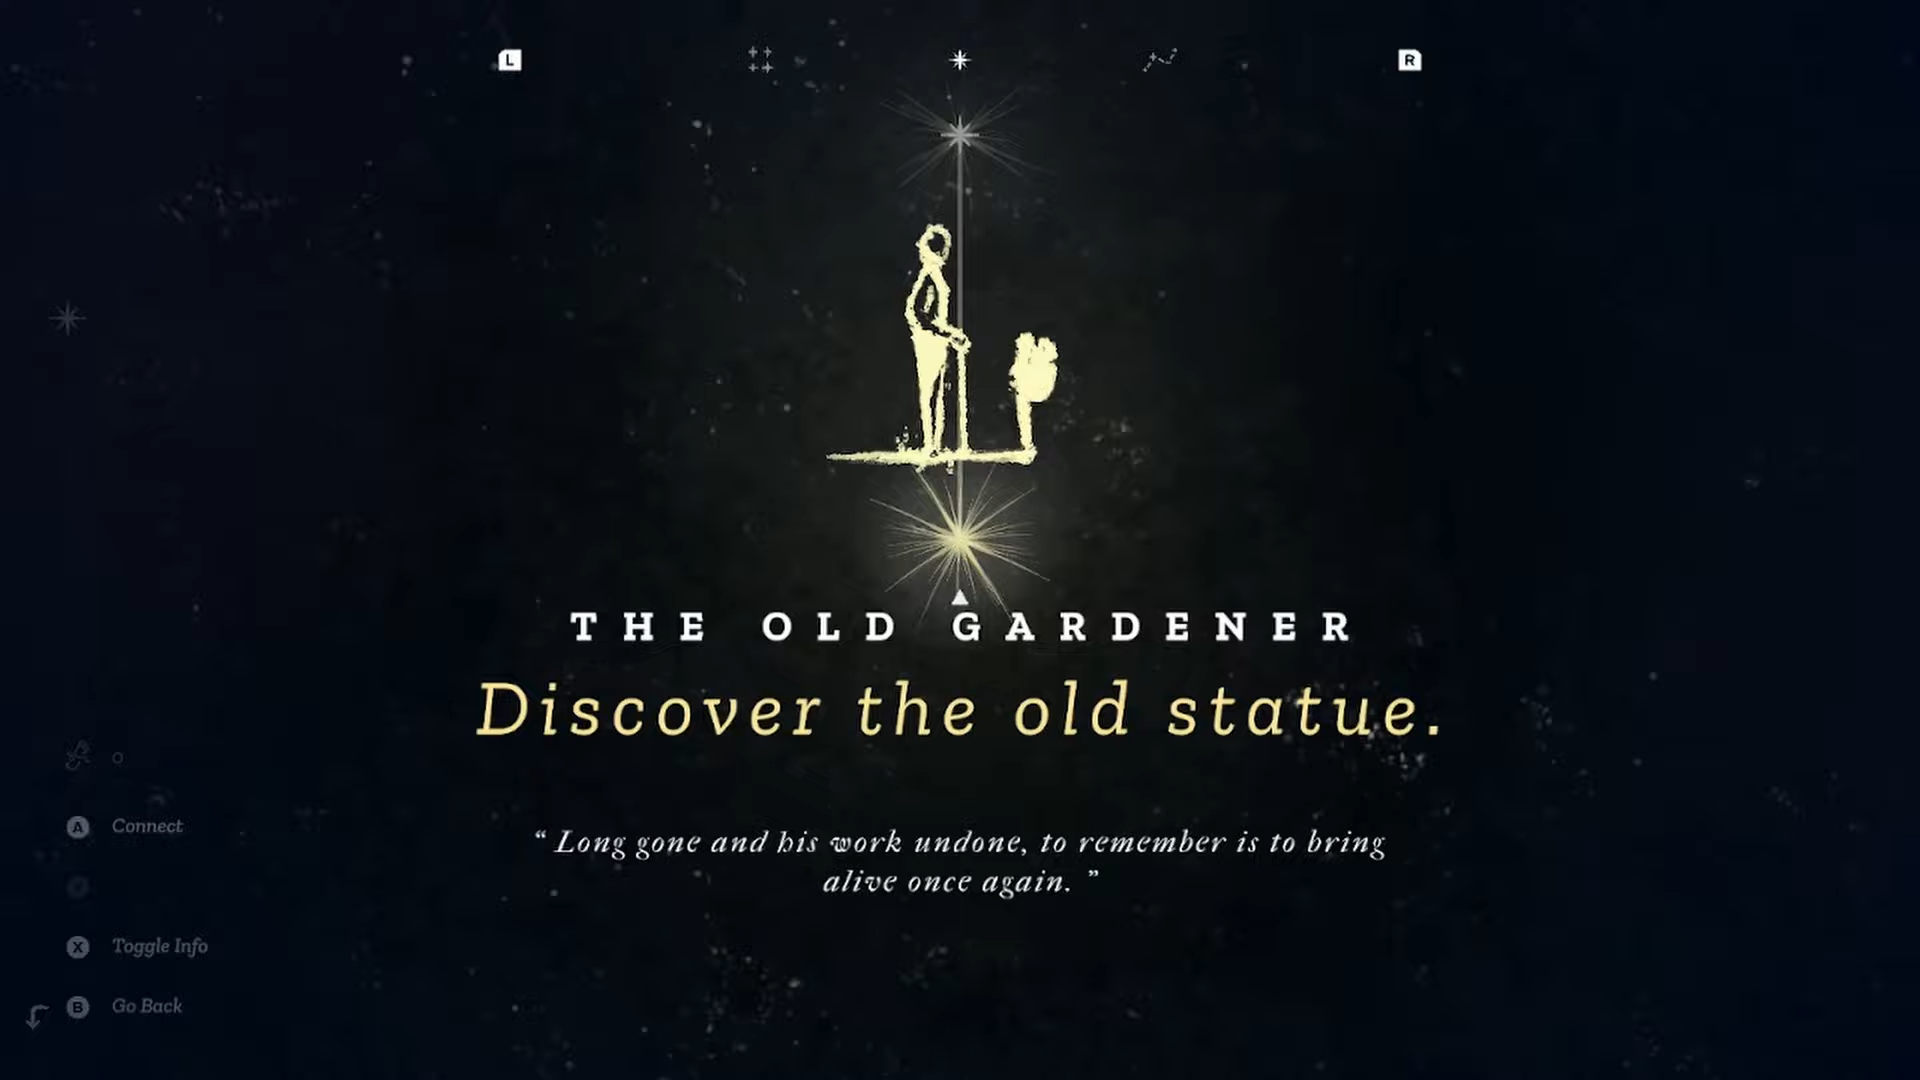 L
R
THE OLD GARDENER
Discover the old statue.
“ Long gone and his work undone, to remember is to bring
alive once again. ”
0
A Connect
X Toggle Info
B Go Back